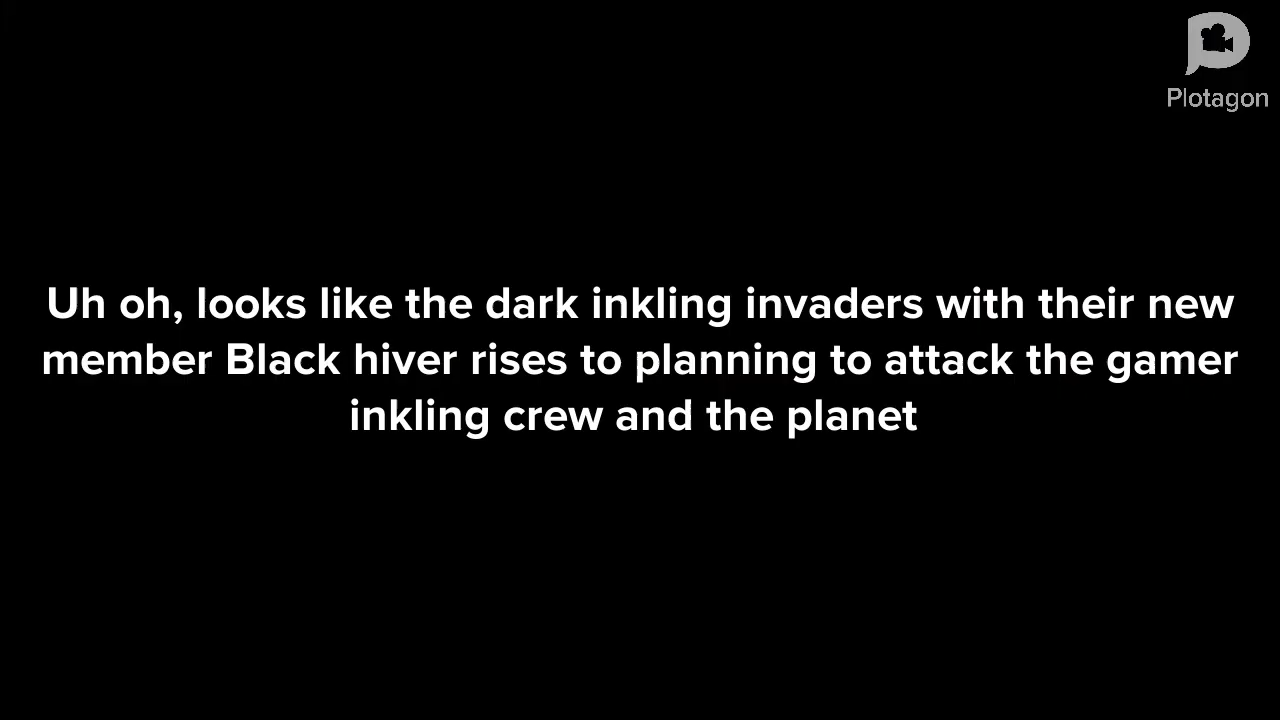 Plotagon
Uh oh, looks like the dark inkling invaders with their new
member Black hiver rises to planning to attack the gamer
inkling crew and the planet